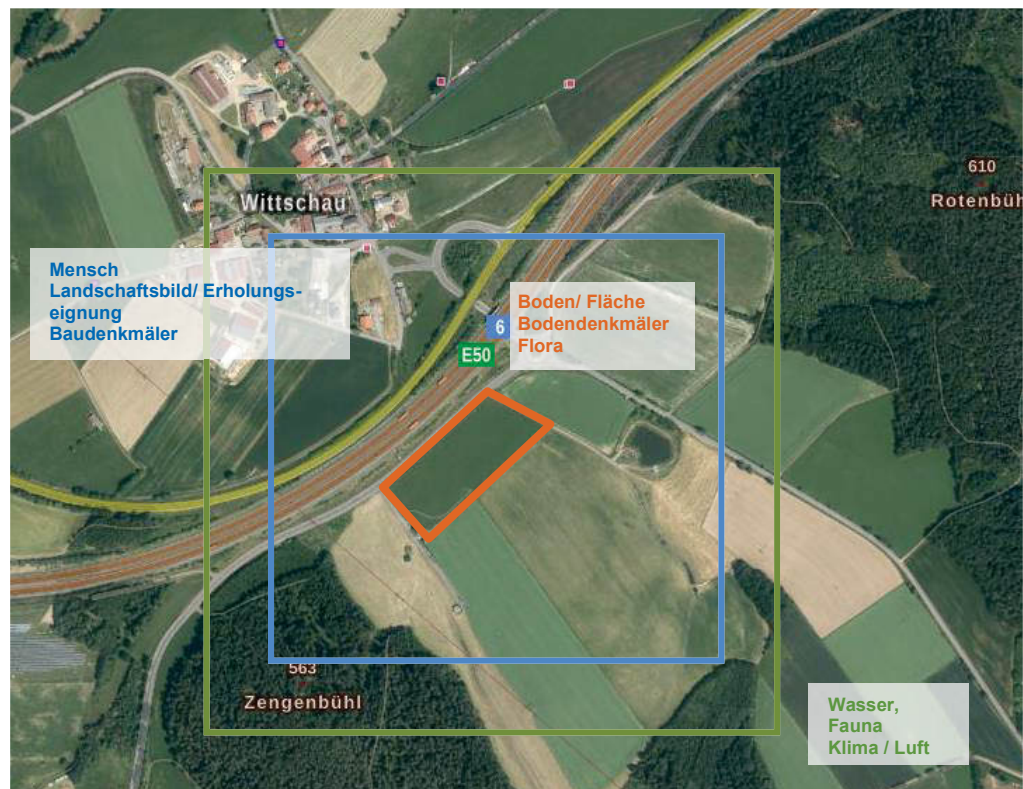 610
Rotenbüh
Wittschau
Mensch
Landschaftsbild/ Erholungs-
eignung
Baudenkmäler
Boden/ Fläche
Bodendenkmäler
Flora
6
E50
563
Zengenbühl
Wasser,
Fauna
Klima / Luft